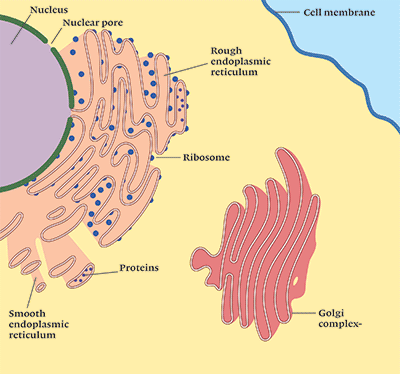 Nucleus
Nuclear pore
Cell membrane
Rough
endoplasmic
reticulum
Ribosome
Proteins
Smooth
endoplasmic
reticulum
Golgi
complex-